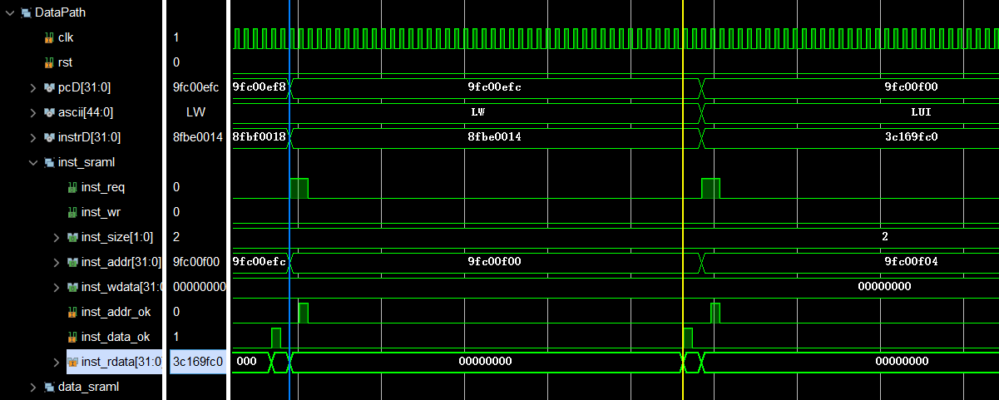 DataPath
clk 1
rst 0
pcD[31:0] 9fc00efc 9fc00ef8 9fc00efc 9fc00f00
ascii[44:0] LW LW LUI
instrD[31:0] 8fbe0014 8fbf0018 8fbe0014 3c169fc0
inst_sraml
inst_req 0
inst_wr 0
inst_size[1:0] 2 2
inst_addr[31:0] 9fc00f00 9fc00efc 9fc00f00 9fc00f04
inst_wdata[31:0 00000000 00000000
inst_addr_ok 0
inst_data_ok 1
inst_rdata[31:0] 3c169fc0 000 00000000 00000000
data_sraml